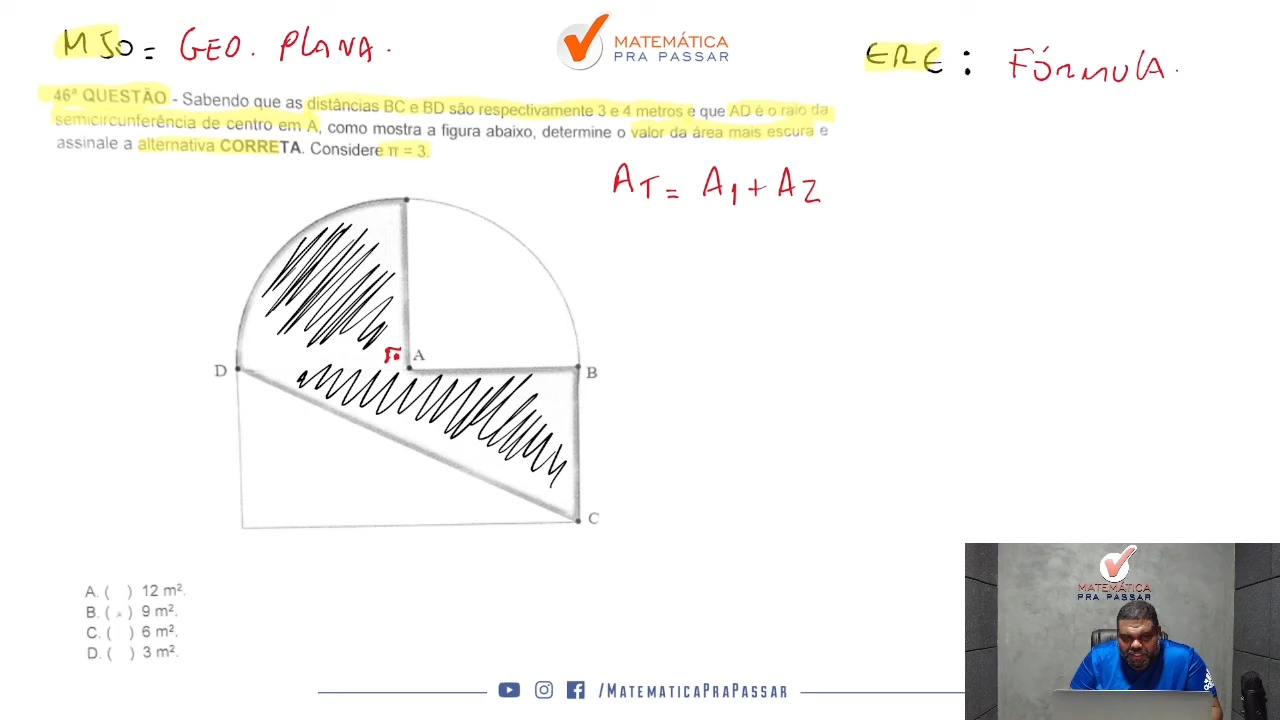 MJO = GEO. PLANA.
MATEMÁTICA
PRA PASSAR
ERE : FÓRMULA.
46ª QUESTÃO - Sabendo que as distâncias BC e BD são respectivamente 3 e 4 metros e que AD é o raio da
semicircunferência de centro em A, como mostra a figura abaixo, determine o valor da área mais escura e
assinale a alternativa CORRETA. Considere π = 3.
AT = A1 + A2
A
D
B
C
A. ( ) 12 m².
B. ( ) 9 m².
C. ( ) 6 m².
D. ( ) 3 m².
MATEMÁTICA
PRA PASSAR
/MATEMATICAPRAPASSAR